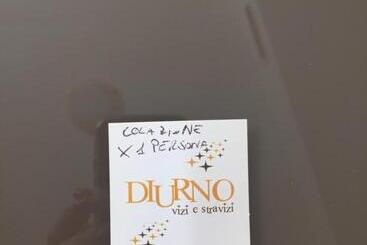 COLAZIONE
X 1 PERSONA
DIURNO
vizi e stravizi